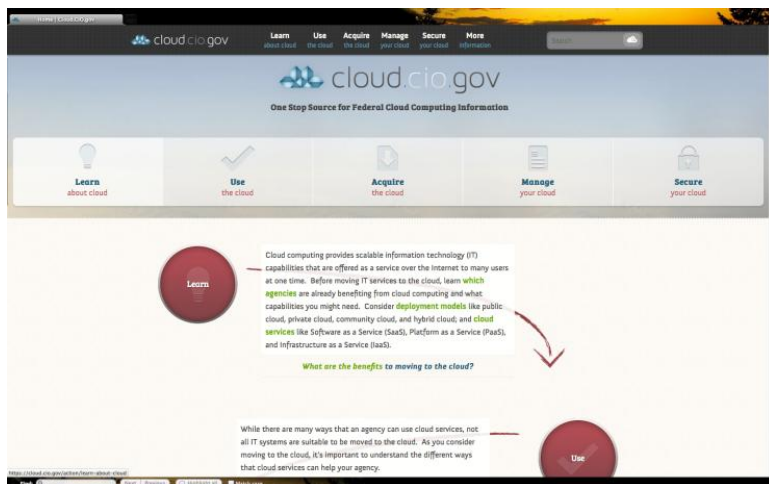 Home | Cloud.CIO.gov
cloud.cio.gov
Learn Use Acquire Manage Secure More
about cloud the cloud the cloud your cloud your cloud information
Search
cloud.cio.gov
One Stop Source for Federal Cloud Computing Information
Learn Use Acquire Manage Secure
about cloud the cloud the cloud your cloud your cloud
Cloud computing provides scalable information technology (IT)
capabilities that are offered as a service over the Internet to many users
Learn
at one time. Before moving IT services to the cloud, learn which
agencies are already benefiting from cloud computing and what
capabilities you might need. Consider deployment models like public
cloud, private cloud, community cloud, and hybrid cloud; and cloud
services like Software as a Service (SaaS), Platform as a Service (PaaS),
and Infrastructure as a Service (IaaS).
What are the benefits to moving to the cloud?
While there are many ways that an agency can use cloud services, not
all IT systems are suitable to be moved to the cloud. As you consider
moving to the cloud, it's important to understand the different ways
Use
that cloud services can help your agency.
https://cloud.cio.gov/action/learn-about-cloud
Find: Next Previous Highlight all Match case